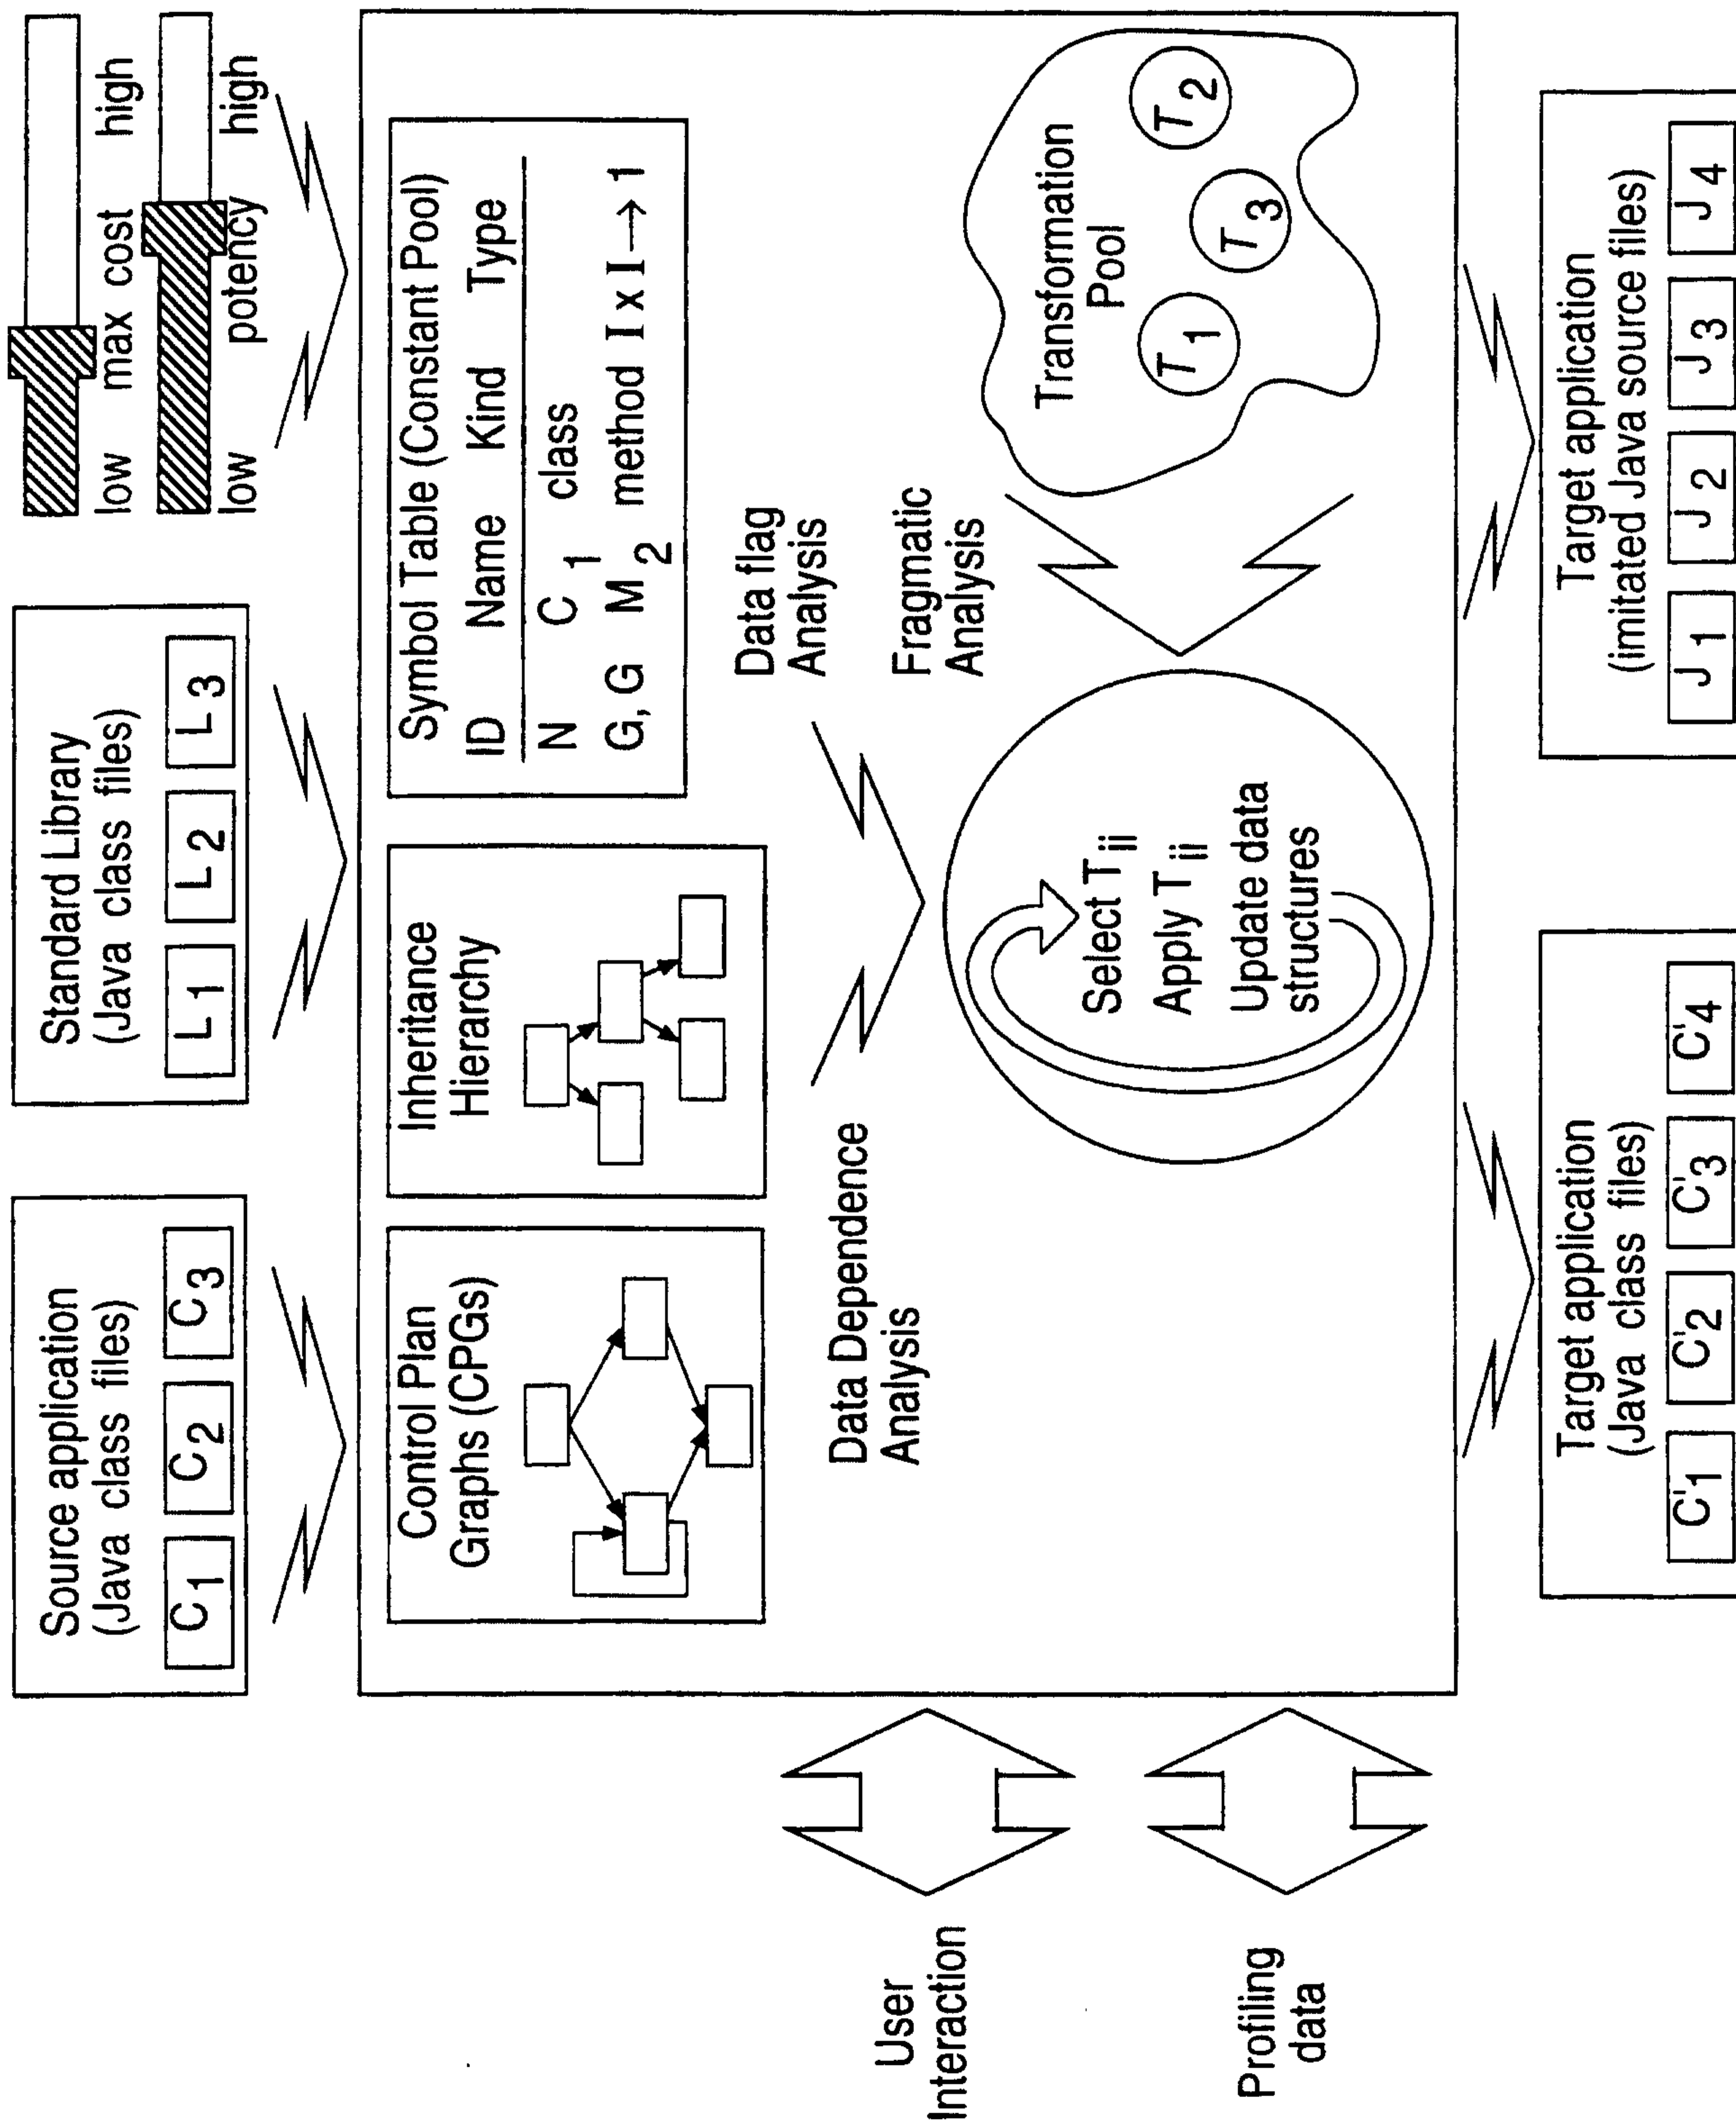 Source application
(Java class files)
C1 C2 C3
Standard Library
(Java class files)
L1 L2 L3
low max cost high
low potency high
Control Plan
Graphs (CPGs)
Inheritance
Hierarchy
Symbol Table (Constant Pool)
ID Name Kind Type
N C1 class
G, G M2 method I x I → 1
Data Dependence
Analysis
Data flag
Analysis
Fragmatic
Analysis
User
Interaction
Profiling
data
Select Tii
Apply Tii
Update data
structures
Transformation
Pool
T1 T3 T2
Target application
(Java class files)
C'1 C'2 C'3 C'4
Target application
(imitated Java source files)
J1 J2 J3 J4